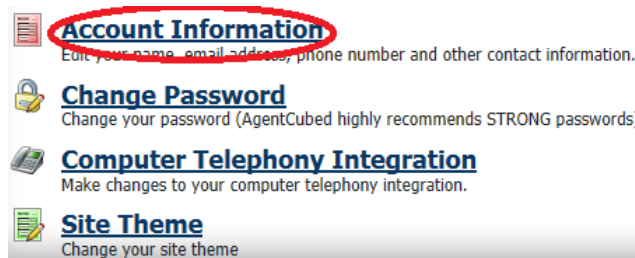 Account Information
Edit your name, email address, phone number and other contact information.
Change Password
Change your password (AgentCubed highly recommends STRONG passwords)
Computer Telephony Integration
Make changes to your computer telephony integration.
Site Theme
Change your site theme